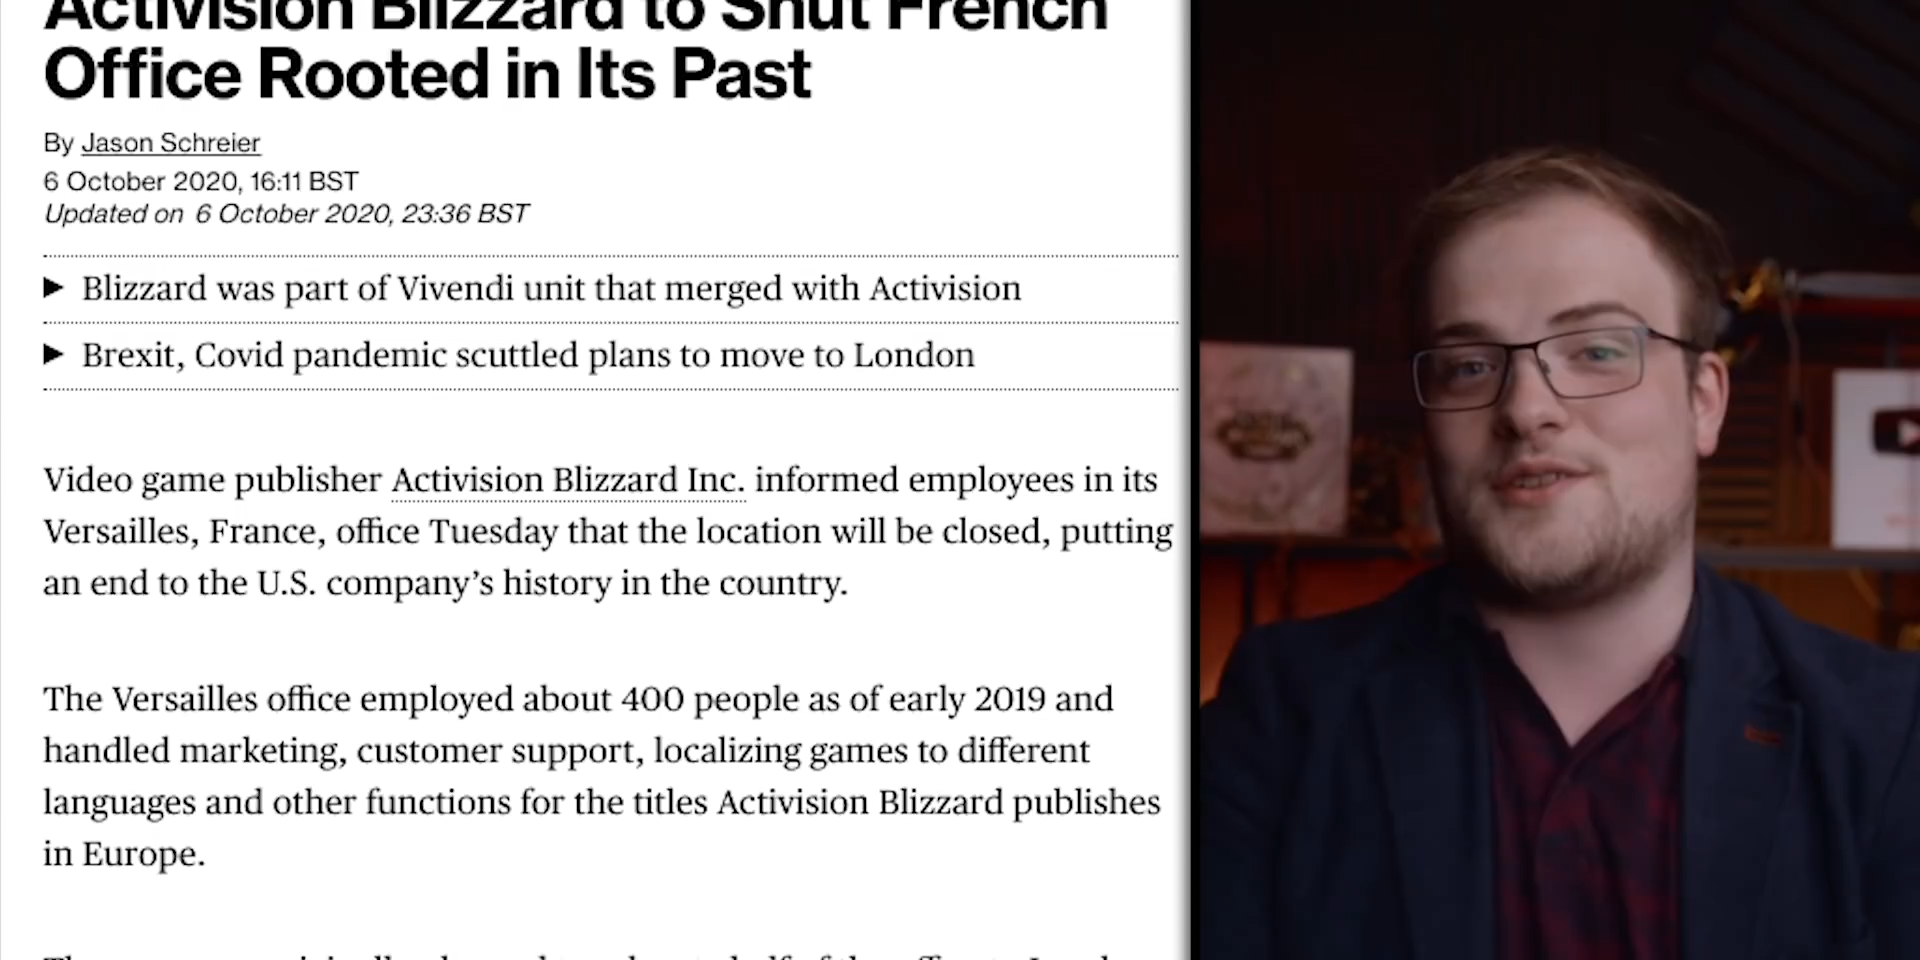 Activision Blizzard to Shut French
Office Rooted in Its Past
By Jason Schreier
6 October 2020, 16:11 BST
Updated on 6 October 2020, 23:36 BST
▶ Blizzard was part of Vivendi unit that merged with Activision
▶ Brexit, Covid pandemic scuttled plans to move to London
Video game publisher Activision Blizzard Inc. informed employees in its
Versailles, France, office Tuesday that the location will be closed, putting
an end to the U.S. company’s history in the country.
The Versailles office employed about 400 people as of early 2019 and
handled marketing, customer support, localizing games to different
languages and other functions for the titles Activision Blizzard publishes
in Europe.